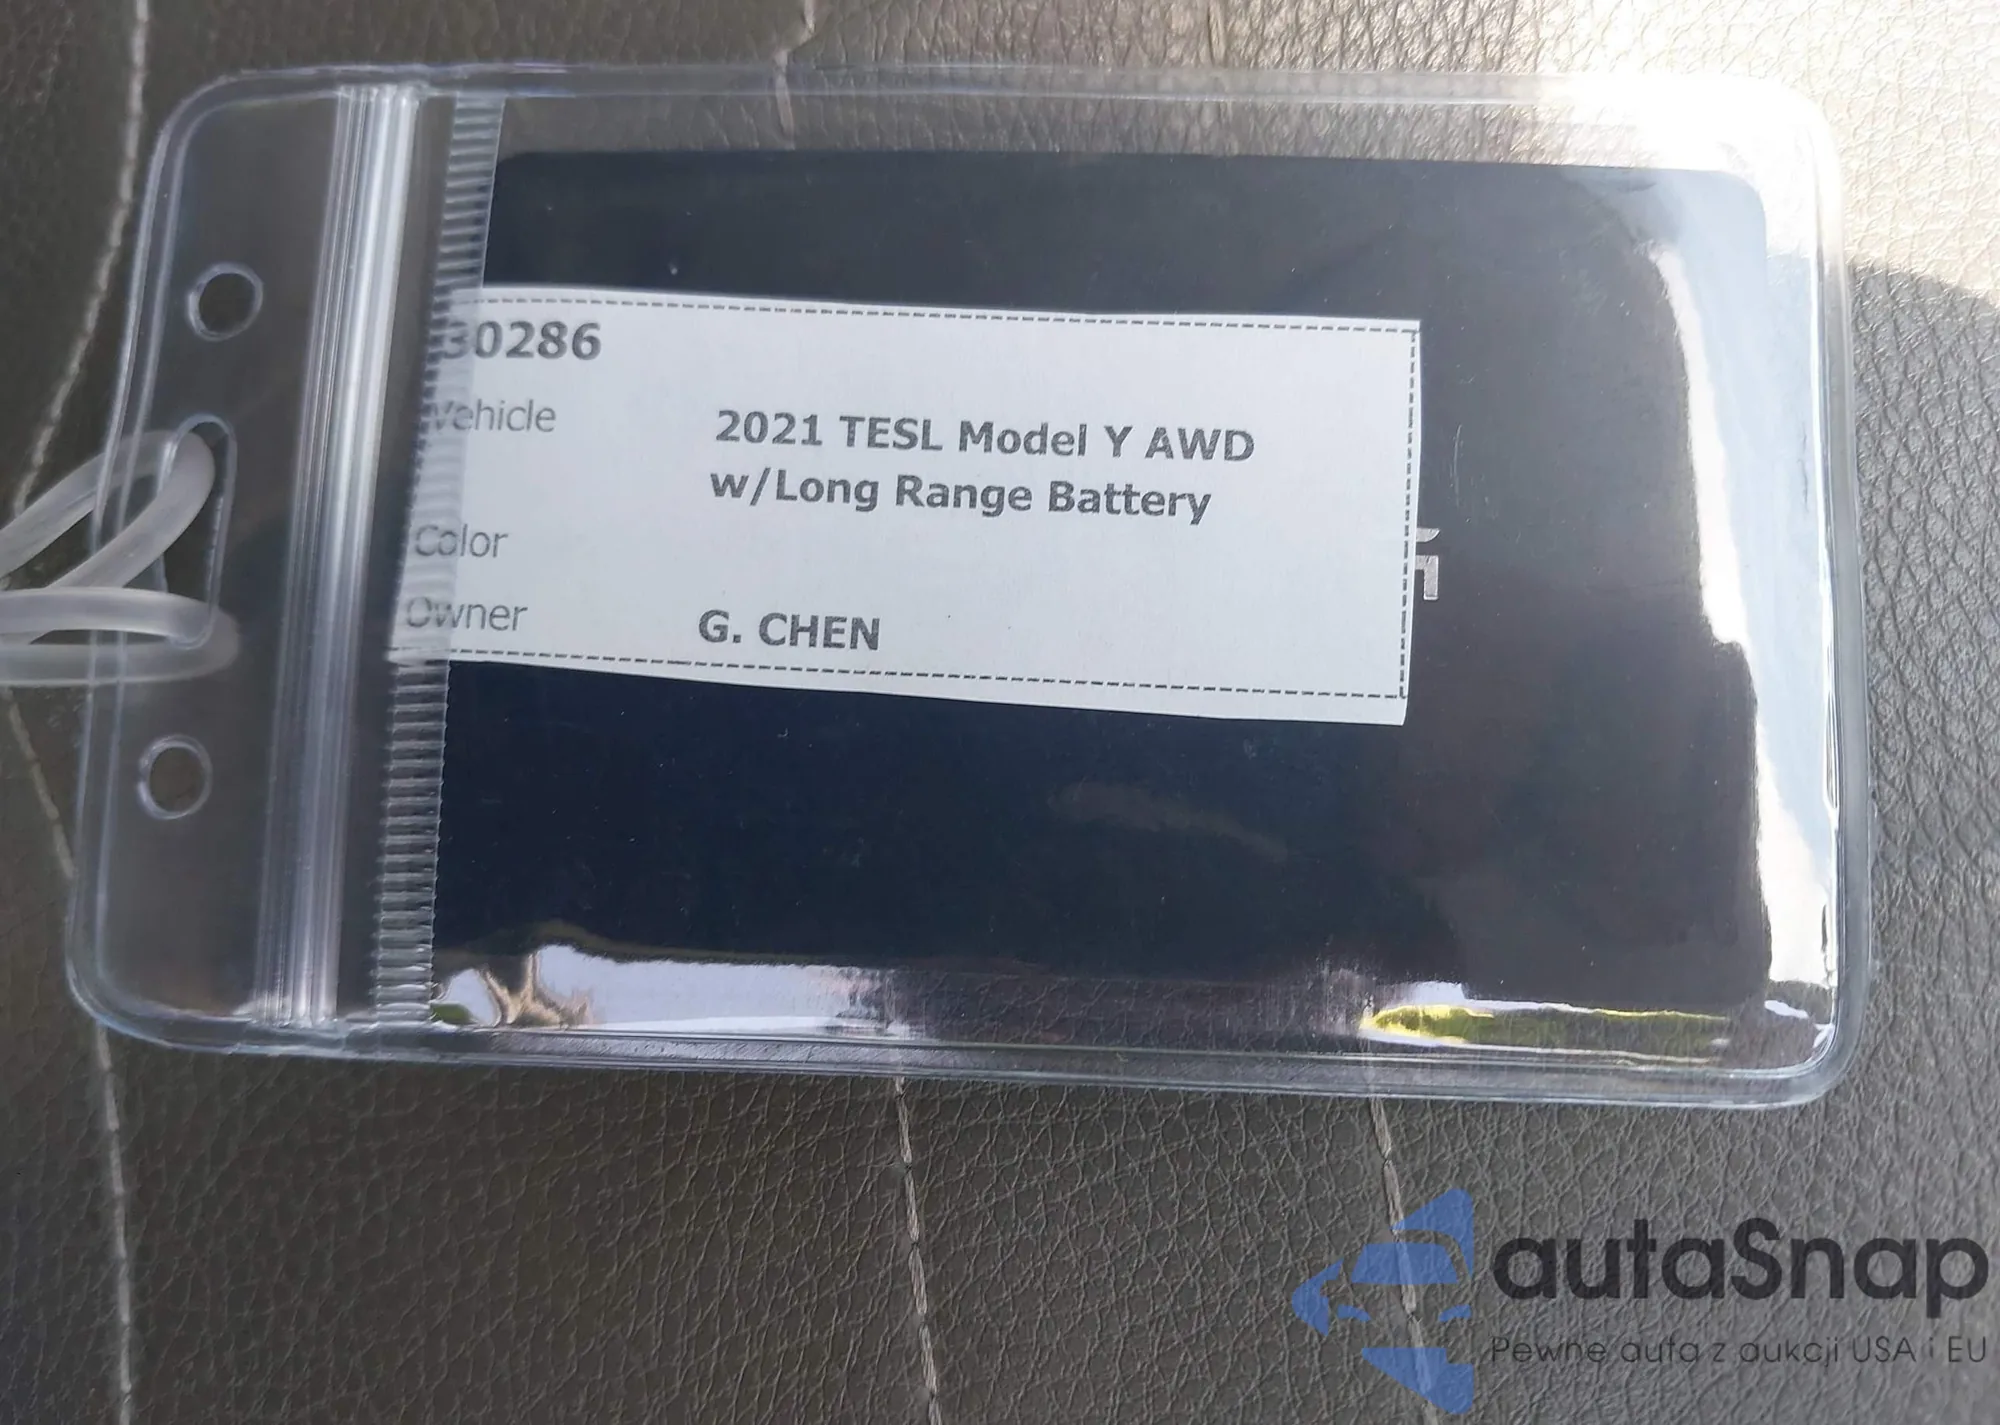 30286
Vehicle 2021 TESL Model Y AWD
w/Long Range Battery
Color
Owner G. CHEN
autaSnap
Pewne auta z aukcji USA i EU